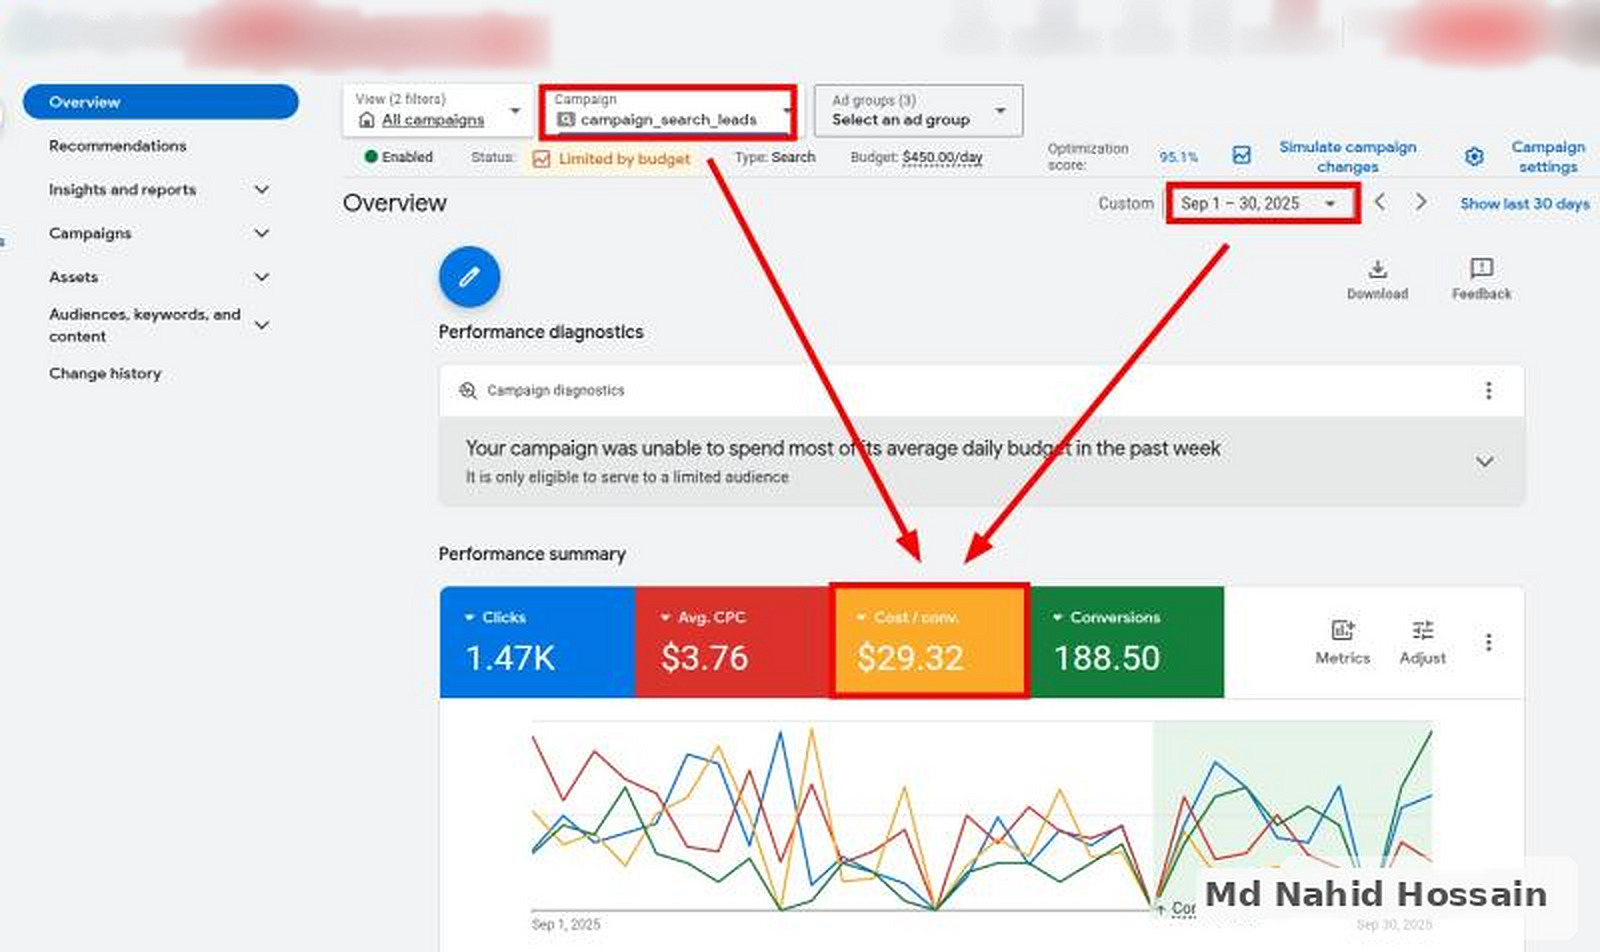 Overview
Recommendations
Insights and reports
Campaigns
Assets
Audiences, keywords, and
content
Change history
View (2 filters)
All campaigns
Campaign
campaign_search_leads
Ad groups (3)
Select an ad group
Enabled
Status:
Limited by budget
Type: Search
Budget: $450.00/day
Optimization
score:
95.1%
Simulate campaign
changes
Campaign
settings
Overview
Custom
Sep 1 – 30, 2025
Show last 30 days
Download
Feedback
Performance diagnostics
Campaign diagnostics
Your campaign was unable to spend most of its average daily budget in the past week
It is only eligible to serve to a limited audience
Performance summary
Clicks
1.47K
Avg. CPC
$3.76
Cost / conv.
$29.32
Conversions
188.50
Metrics
Adjust
Sep 1, 2025
Sep 30, 2025
Md Nahid Hossain